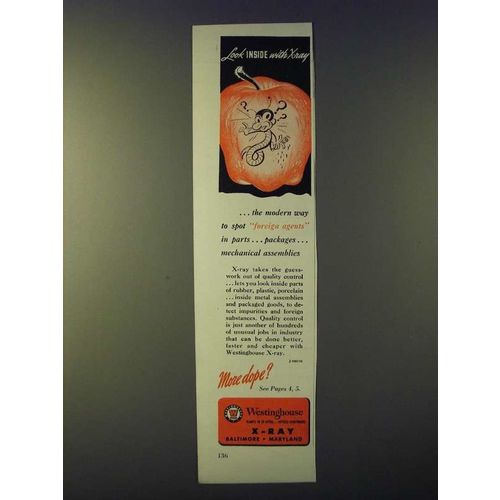 Look INSIDE with X-ray
? ? ?
...the modern way
to spot "foreign agents"
in parts...packages...
mechanical assemblies
X-ray takes the guess-
work out of quality control
...lets you look inside parts
of rubber, plastic, porcelain
...inside metal assemblies
and packaged goods, to de-
tect impurities and foreign
substances. Quality control
is just another of hundreds
of unusual jobs in industry
that can be done better,
faster and cheaper with
Westinghouse X-ray.
More dope?
See Pages 4, 5.
Westinghouse
X-RAY
BALTIMORE • MARYLAND
136